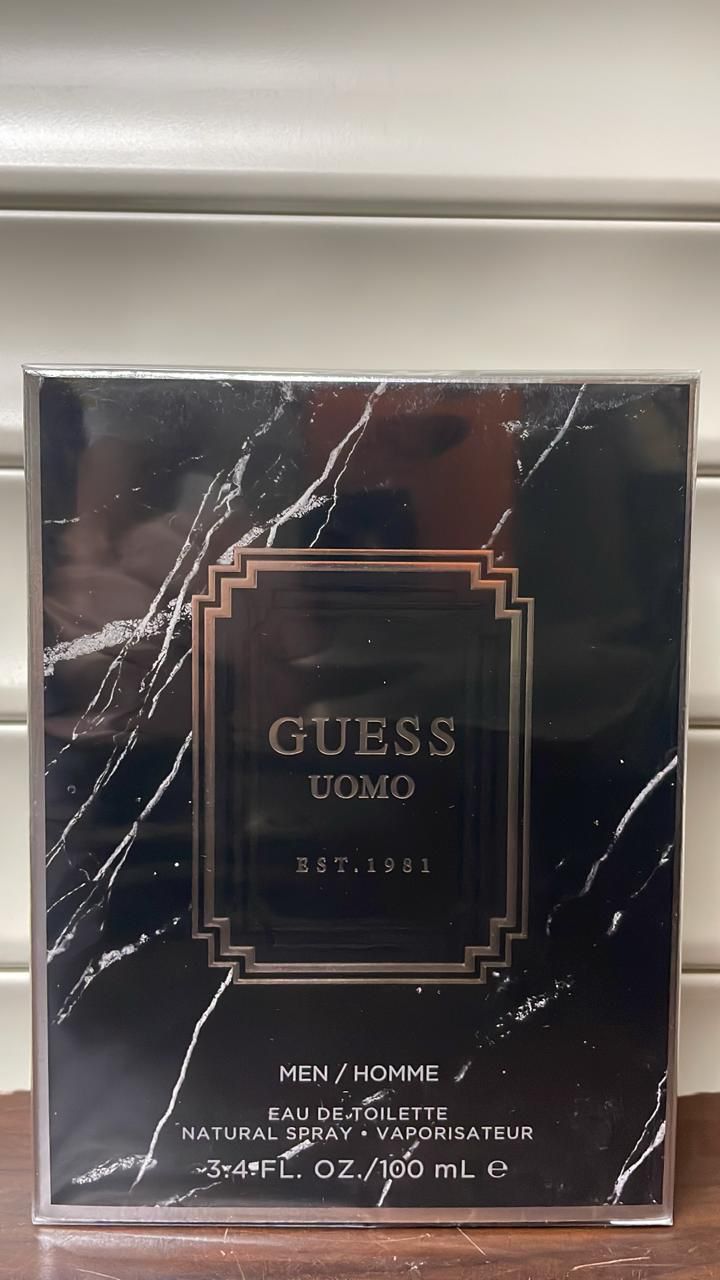 GUESS
UOMO
EST.1981
MEN / HOMME
EAU DE TOILETTE
NATURAL SPRAY • VAPORISATEUR
3.4 FL. OZ./100 mL ℮